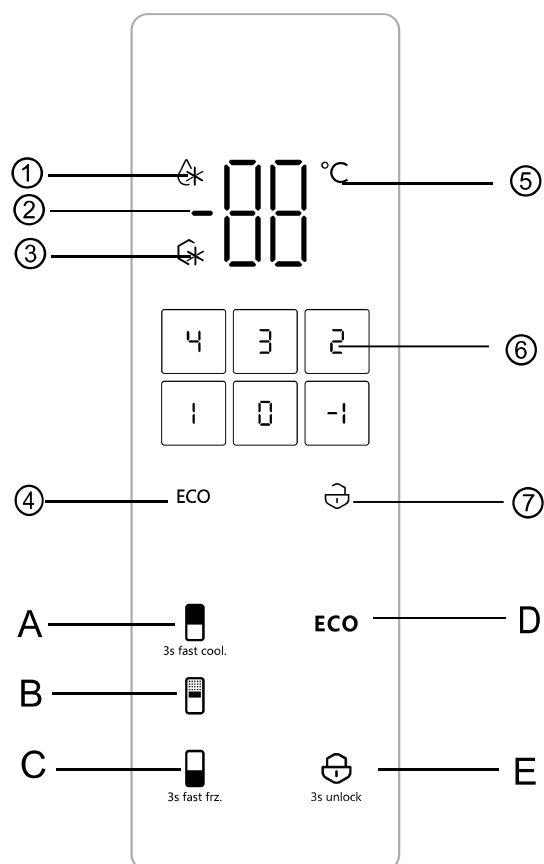 ① °C ⑤
② -88
③
4 3 2 ⑥
1 0 -1
④ ECO ⑦
A ECO D
3s fast cool.
B
C E
3s fast frz. 3s unlock